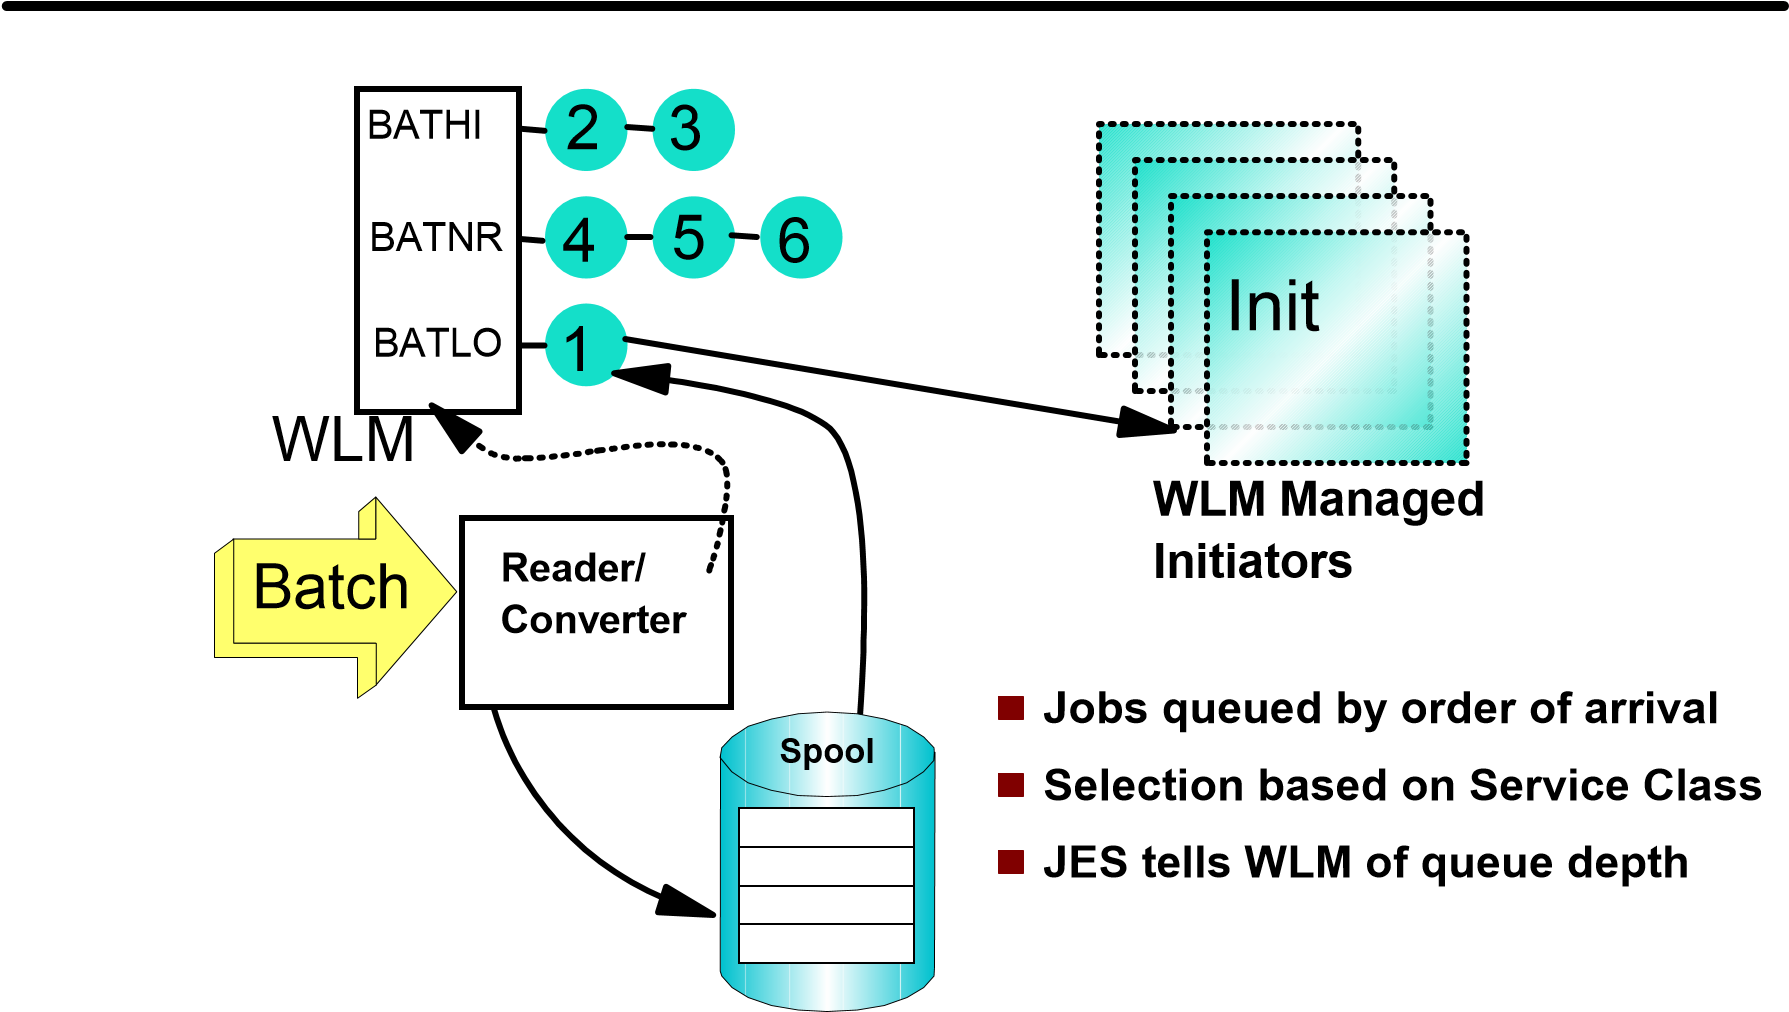 BATHI
2
3
BATNR
4
5
6
BATLO
1
WLM
Init
WLM Managed
Initiators
Batch
Reader/
Converter
Spool
Jobs queued by order of arrival
Selection based on Service Class
JES tells WLM of queue depth